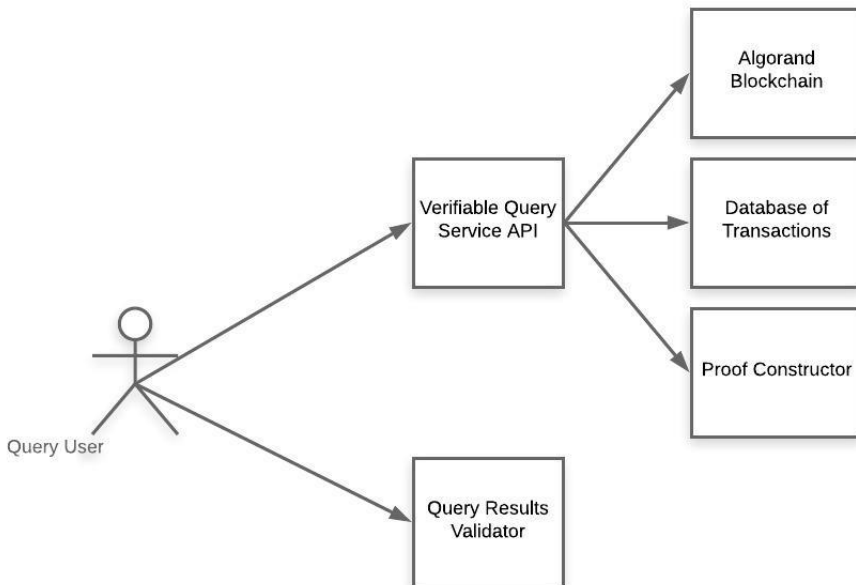 Algorand
Blockchain
Verifiable Query
Service API
Database of
Transactions
Proof Constructor
Query User
Query Results
Validator